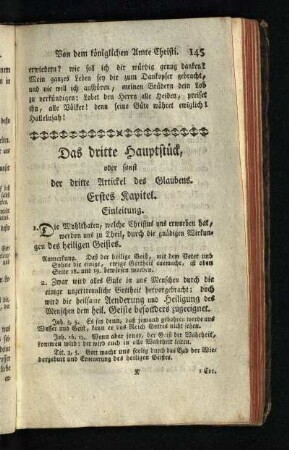 Von dem königlichen Amte Christi. 145
erwiedern? wie soll ich dir würdig genug danken?
Mein ganzes Leben sey dir zum Dankopfer gebracht,
und nie will ich aufhören, meinen Brüdern dein Lob
zu verkündigen: Lobet den Herrn alle Heiden, preiset
ihn, alle Völker! denn seine Güte währet ewiglich!
Hallelujah!
Das dritte Hauptstück,
oder sonst
der dritte Artickel des Glaubens.
Erstes Kapitel.
Einleitung.
1. Die Wohlthaten, welche Christus uns erworben hat,
werden uns zu Theil, durch die gnädigen Wirkun-
gen des heiligen Geistes.
Anmerkung. Daß der heilige Geist, mit dem Vater und
Sohne die einige, ewige Gottheit ausmache, ist oben
Seite 18. und 19. bewiesen worden.
2. Zwar wird alles Gute in uns Menschen durch die
einige unzertrennliche Gottheit hervorgebracht; doch
wird die heilsame Aenderung und Heiligung des
Menschen dem heil. Geiste besonders zugeeignet.
Joh. 3, 5. Es sey denn, daß jemand gebohren werde aus
Wasser und Geist, kann er das Reich Gottes nicht sehen.
Joh. 16, 13. Wenn aber jener, der Geist der Wahrheit,
kommen wird; der wird euch in alle Wahrheit leiten.
Tit. 3, 5. Gott macht uns seelig durch das Bad der Wie-
dergeburt und Erneuerung des heiligen Geistes.
K 1 Cor.